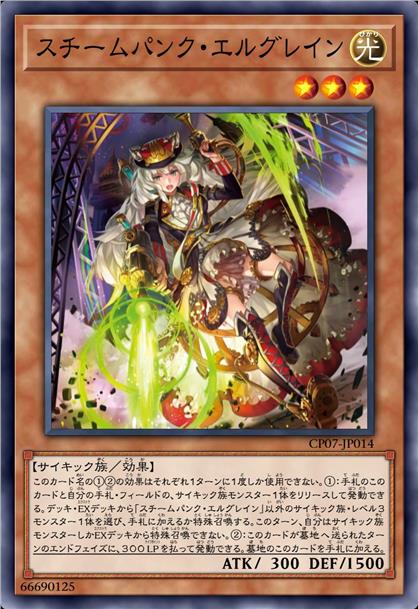 スチームパンク・エルグレイン
光
CP07-JP014
【サイキック族/効果】
このカード名の①②の効果はそれぞれ1ターンに1度しか使用できない。①:手札のこの
カードと自分の手札・フィールドの、サイキック族モンスター1体をリリースして発動でき
る。デッキ・EXデッキから「スチームパンク・エルグレイン」以外のサイキック族・レベル3
モンスター1体を選び、手札に加えるか特殊召喚する。このターン、自分はサイキック族
モンスターしかEXデッキから特殊召喚できない。②:このカードが墓地へ送られたター
ンのエンドフェイズに、300LPを払って発動できる。墓地のこのカードを手札に加える。
ATK/ 300 DEF/1500
66690125